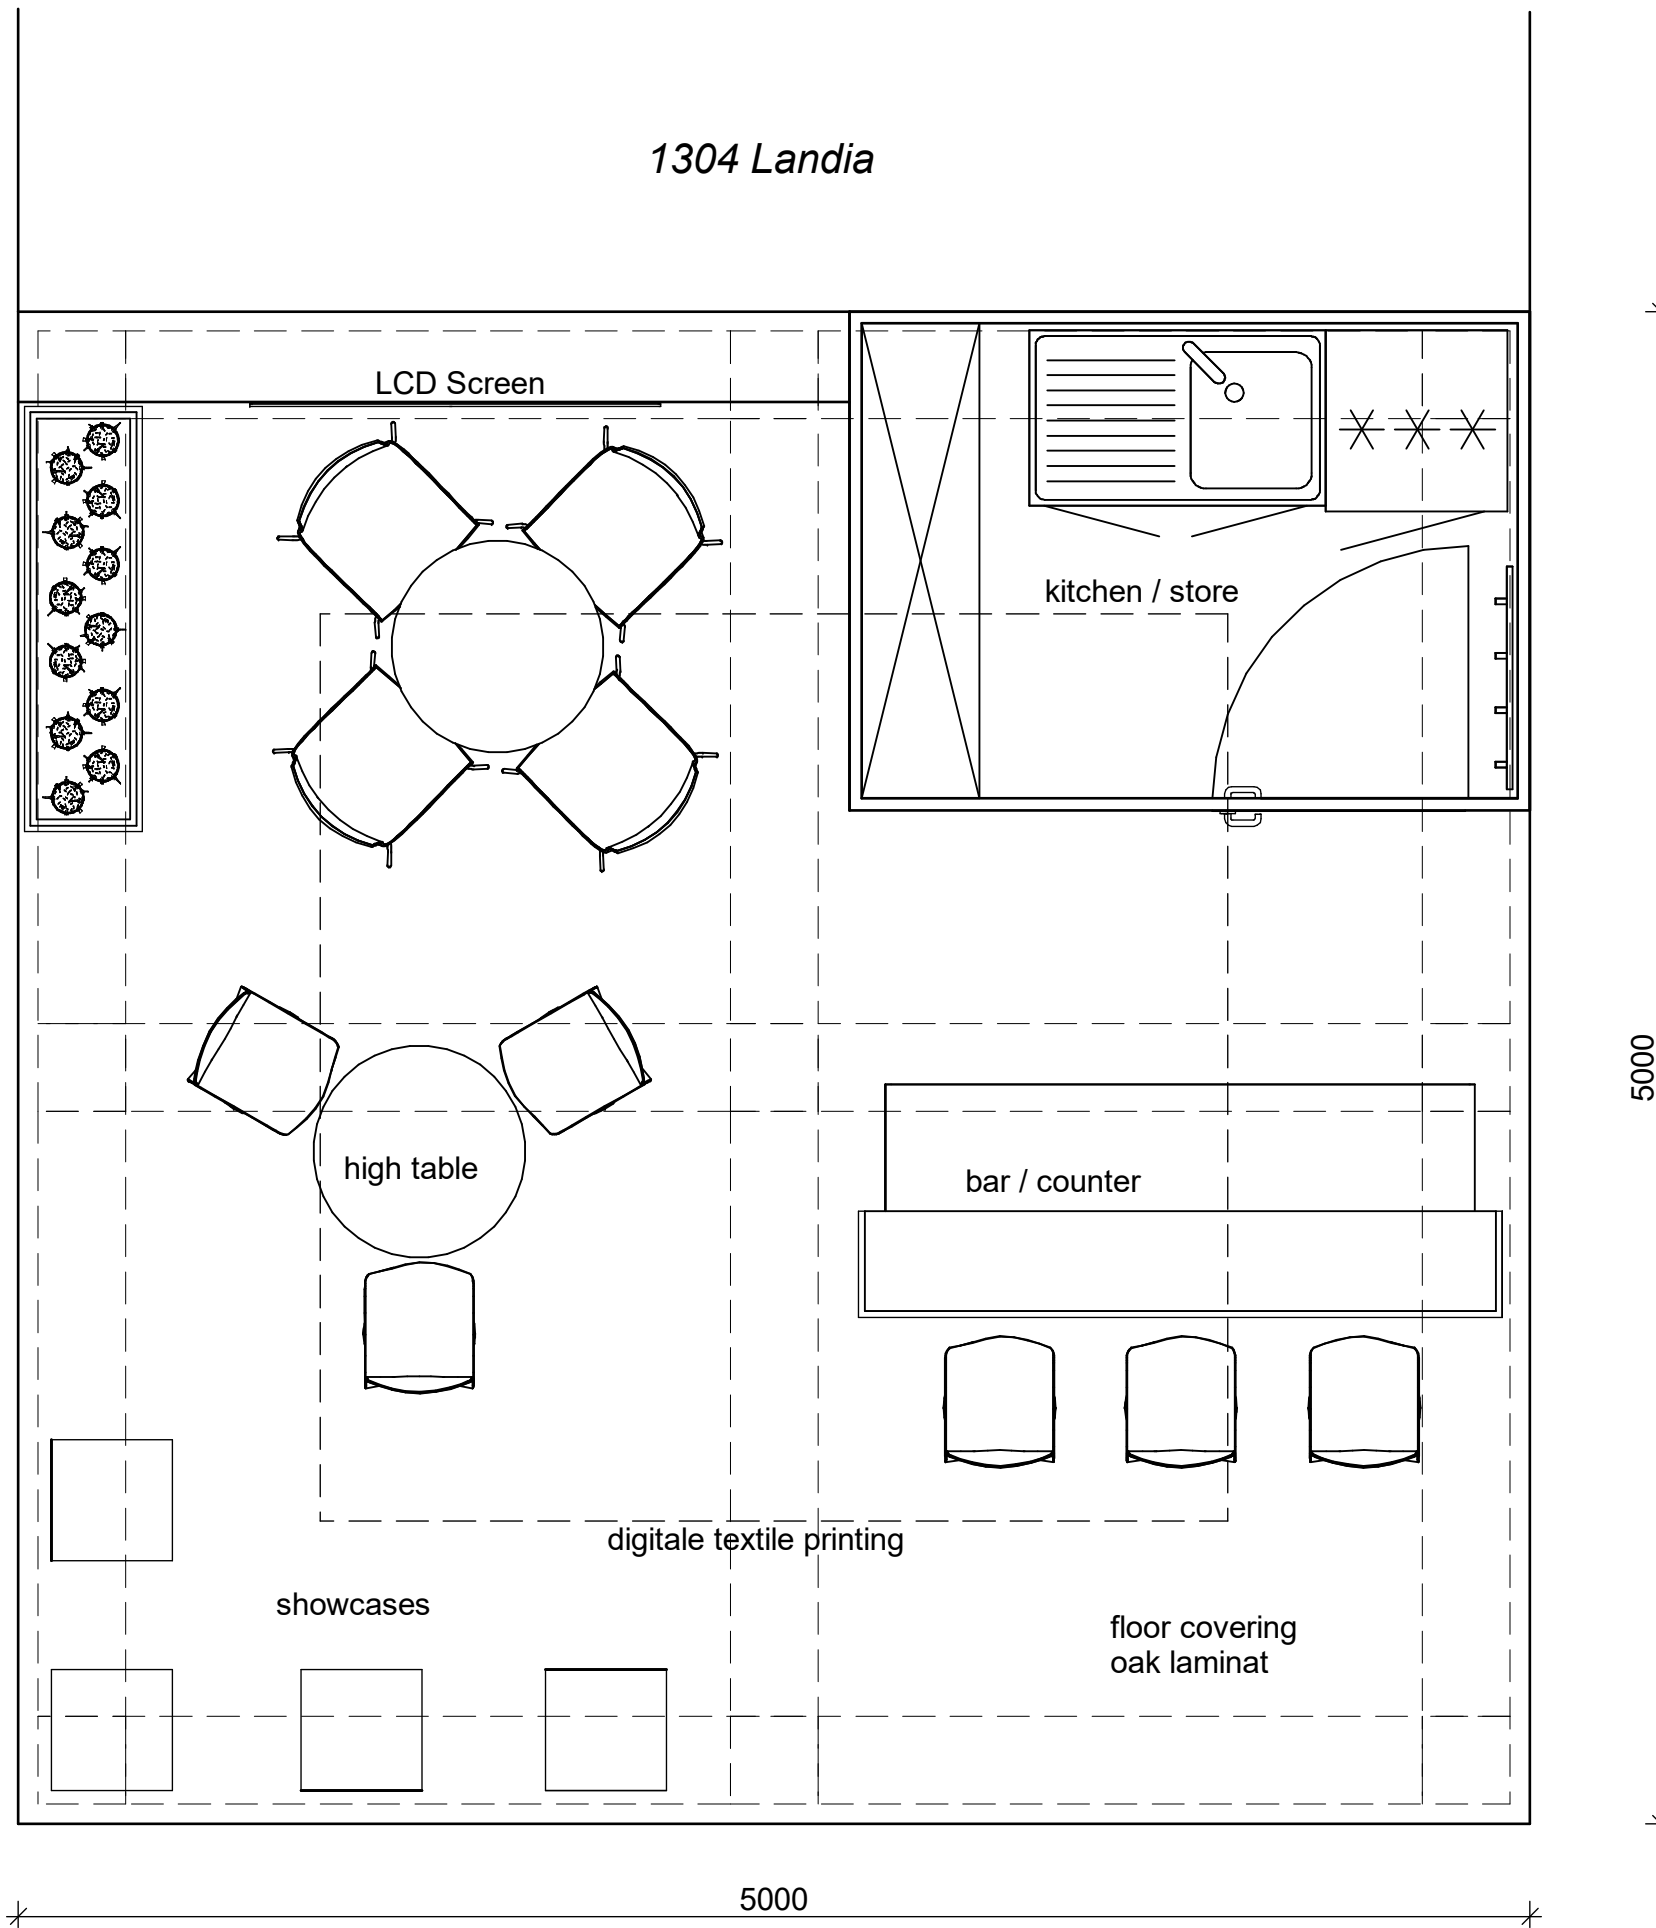 1304 Landia
LCD Screen
kitchen / store
5000
high table
bar / counter
digitale textile printing
showcases
floor covering
oak laminat
5000